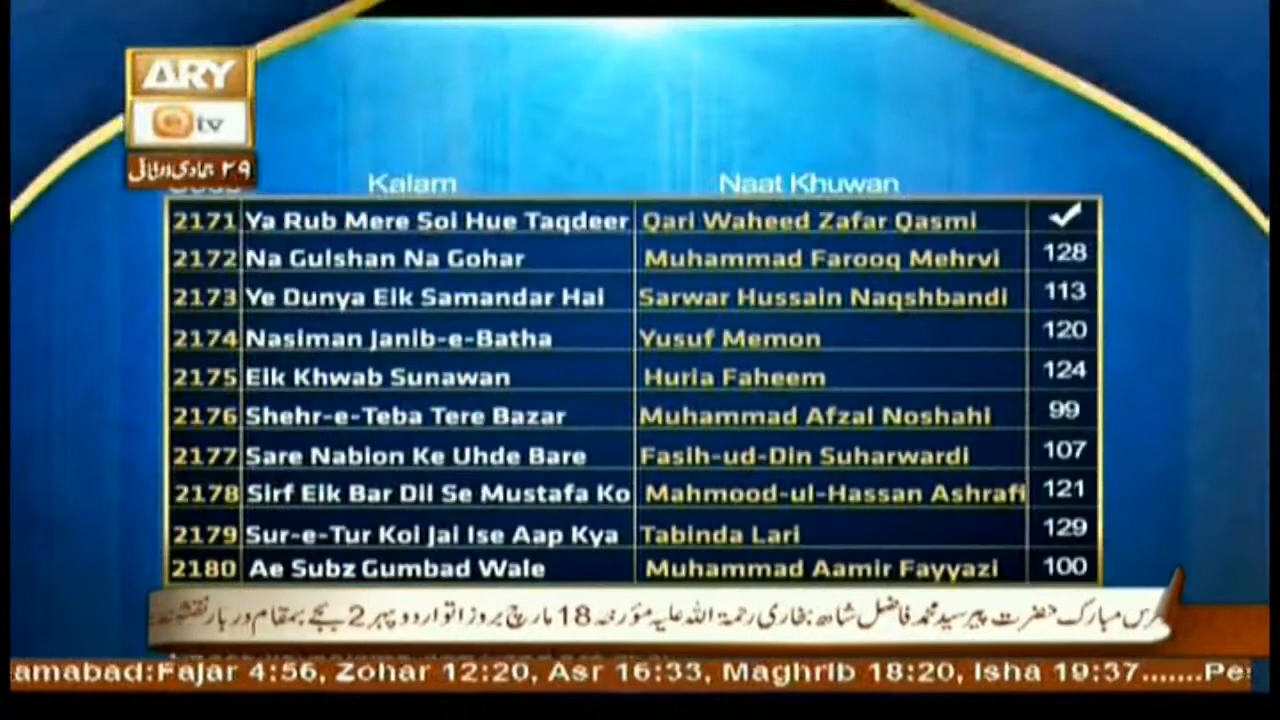 ARY
Q tv
۲۹ جمادی الثانی
Kalam Naat Khuwan
2171 Ya Rub Mere Soi Hue Taqdeer Qari Waheed Zafar Qasmi ✓
2172 Na Gulshan Na Gohar Muhammad Farooq Mehrvi 128
2173 Ye Dunya Eik Samandar Hai Sarwar Hussain Naqshbandi 113
2174 Nasiman Janib-e-Batha Yusuf Memon 120
2175 Eik Khwab Sunawan Huria Faheem 124
2176 Shehr-e-Teba Tere Bazar Muhammad Afzal Noshahi 99
2177 Sare Nabion Ke Uhde Bare Fasih-ud-Din Suharwardi 107
2178 Sirf Eik Bar Dil Se Mustafa Ko Mahmood-ul-Hassan Ashrafi 121
2179 Sur-e-Tur Koi Jai Ise Aap Kya Tabinda Lari 129
2180 Ae Subz Gumbad Wale Muhammad Aamir Fayyazi 100
عرس مبارک حضرت پیر سید محمد فاضل شاہ بخاری رحمۃ اللہ علیہ مؤرخہ 18 مارچ بروز اتوار دوپہر 2 بجے بمقام دربار
amabad:Fajar 4:56, Zohar 12:20, Asr 16:33, Maghrib 18:20, Isha 19:37.......Pe